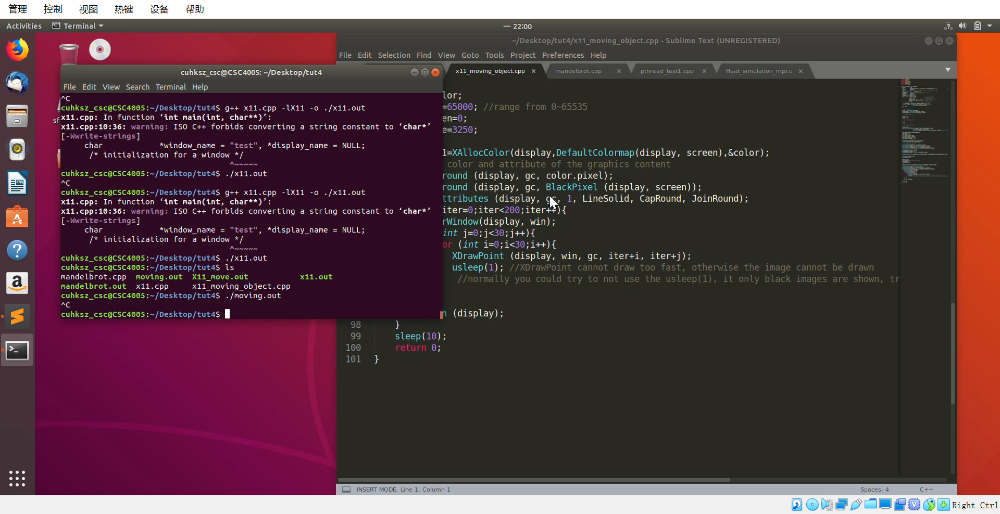 管理 控制 视图 热键 设备 帮助
Activities Terminal — 22:00
~/Desktop/tut4/x11_moving_object.cpp - Sublime Text (UNREGISTERED)
File Edit Selection Find View Goto Tools Project Preferences Help
x11_moving_object.cpp × mandelbrot.cpp × pthread_test1.cpp × Heat_simulation_mpi.c ×
cuhksz_csc@CSC4005: ~/Desktop/tut4
File Edit View Search Terminal Help
^C
cuhksz_csc@CSC4005:~/Desktop/tut4$ g++ x11.cpp -lX11 -o ./x11.out
x11.cpp: In function ‘int main(int, char**)’:
x11.cpp:10:36: warning: ISO C++ forbids converting a string constant to ‘char*’
[-Wwrite-strings]
char *window_name = "test", *display_name = NULL;
/* initialization for a window */
^~~~~~
cuhksz_csc@CSC4005:~/Desktop/tut4$ ./x11.out
^C
cuhksz_csc@CSC4005:~/Desktop/tut4$ g++ x11.cpp -lX11 -o ./x11.out
x11.cpp: In function ‘int main(int, char**)’:
x11.cpp:10:36: warning: ISO C++ forbids converting a string constant to ‘char*’
[-Wwrite-strings]
char *window_name = "test", *display_name = NULL;
/* initialization for a window */
^~~~~~
cuhksz_csc@CSC4005:~/Desktop/tut4$ ./x11.out
cuhksz_csc@CSC4005:~/Desktop/tut4$ ls
mandelbrot.cpp moving.out X11_move.out x11.out
mandelbrot.out x11.cpp x11_moving_object.cpp
cuhksz_csc@CSC4005:~/Desktop/tut4$ ./moving.out
^C
cuhksz_csc@CSC4005:~/Desktop/tut4$
sf
lor;
=65000; //range from 0~65535
en=0;
e=3250;
l=XAllocColor(display,DefaultColormap(display, screen),&color);
color and attribute of the graphics content
round (display, gc, color.pixel);
round (display, gc, BlackPixel (display, screen));
ttributes (display, gc, 1, LineSolid, CapRound, JoinRound);
iter=0;iter<200;iter++){
rWindow(display, win);
int j=0;j<30;j++){
or (int i=0;i<30;i++){
XDrawPoint (display, win, gc, iter+i, iter+j);
usleep(1); //XDrawPoint cannot draw too fast, otherwise the image cannot be drawn
//normally you could try to not use the usleep(1), it only black images are shown, tr
h (display);
98 }
99 sleep(10);
100 return 0;
101 }
INSERT MODE, Line 1, Column 1 Spaces: 4 C++
Right Ctrl